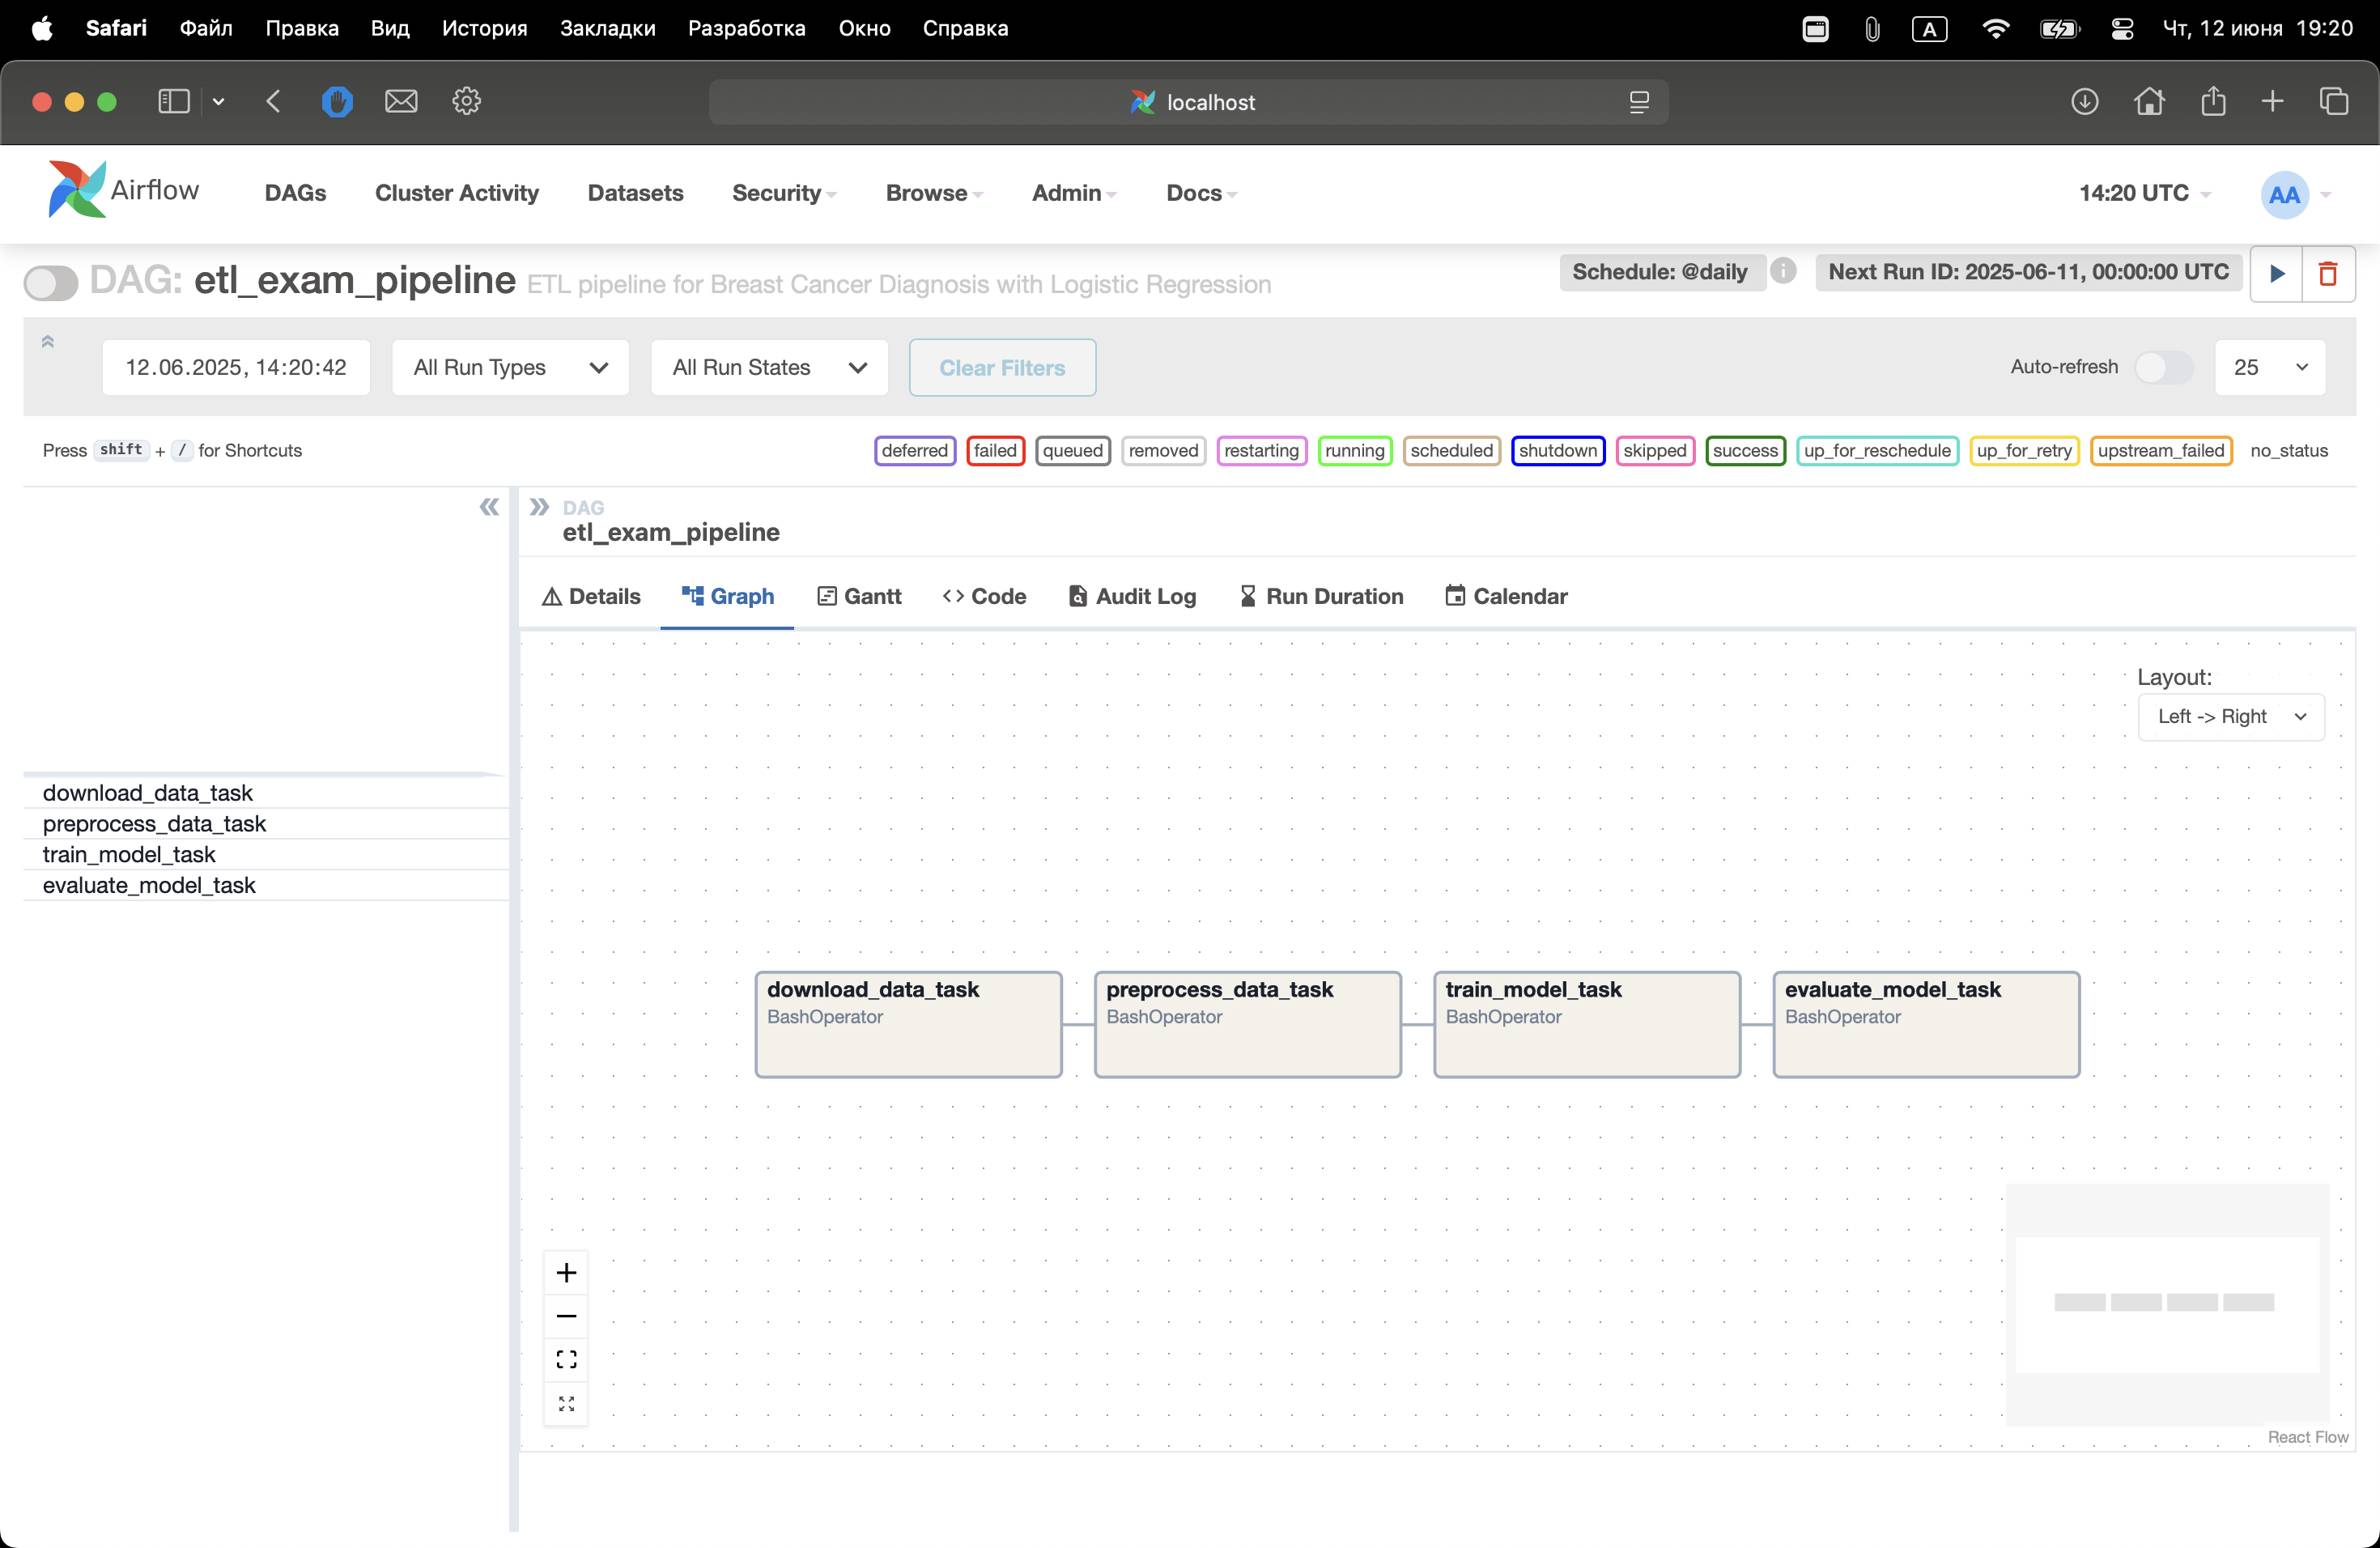 Safari Файл Правка Вид История Закладки Разработка Окно Справка A Чт, 12 июня 19:20
localhost
Airflow DAGs Cluster Activity Datasets Security Browse Admin Docs 14:20 UTC AA
DAG: etl_exam_pipeline ETL pipeline for Breast Cancer Diagnosis with Logistic Regression Schedule: @daily Next Run ID: 2025-06-11, 00:00:00 UTC
12.06.2025, 14:20:42 All Run Types All Run States Clear Filters Auto-refresh 25
Press shift + / for Shortcuts deferred failed queued removed restarting running scheduled shutdown skipped success up_for_reschedule up_for_retry upstream_failed no_status
DAG
etl_exam_pipeline
Details Graph Gantt Code Audit Log Run Duration Calendar
Layout:
Left -> Right
download_data_task
preprocess_data_task
train_model_task
evaluate_model_task
download_data_task preprocess_data_task train_model_task evaluate_model_task
BashOperator BashOperator BashOperator BashOperator
React Flow